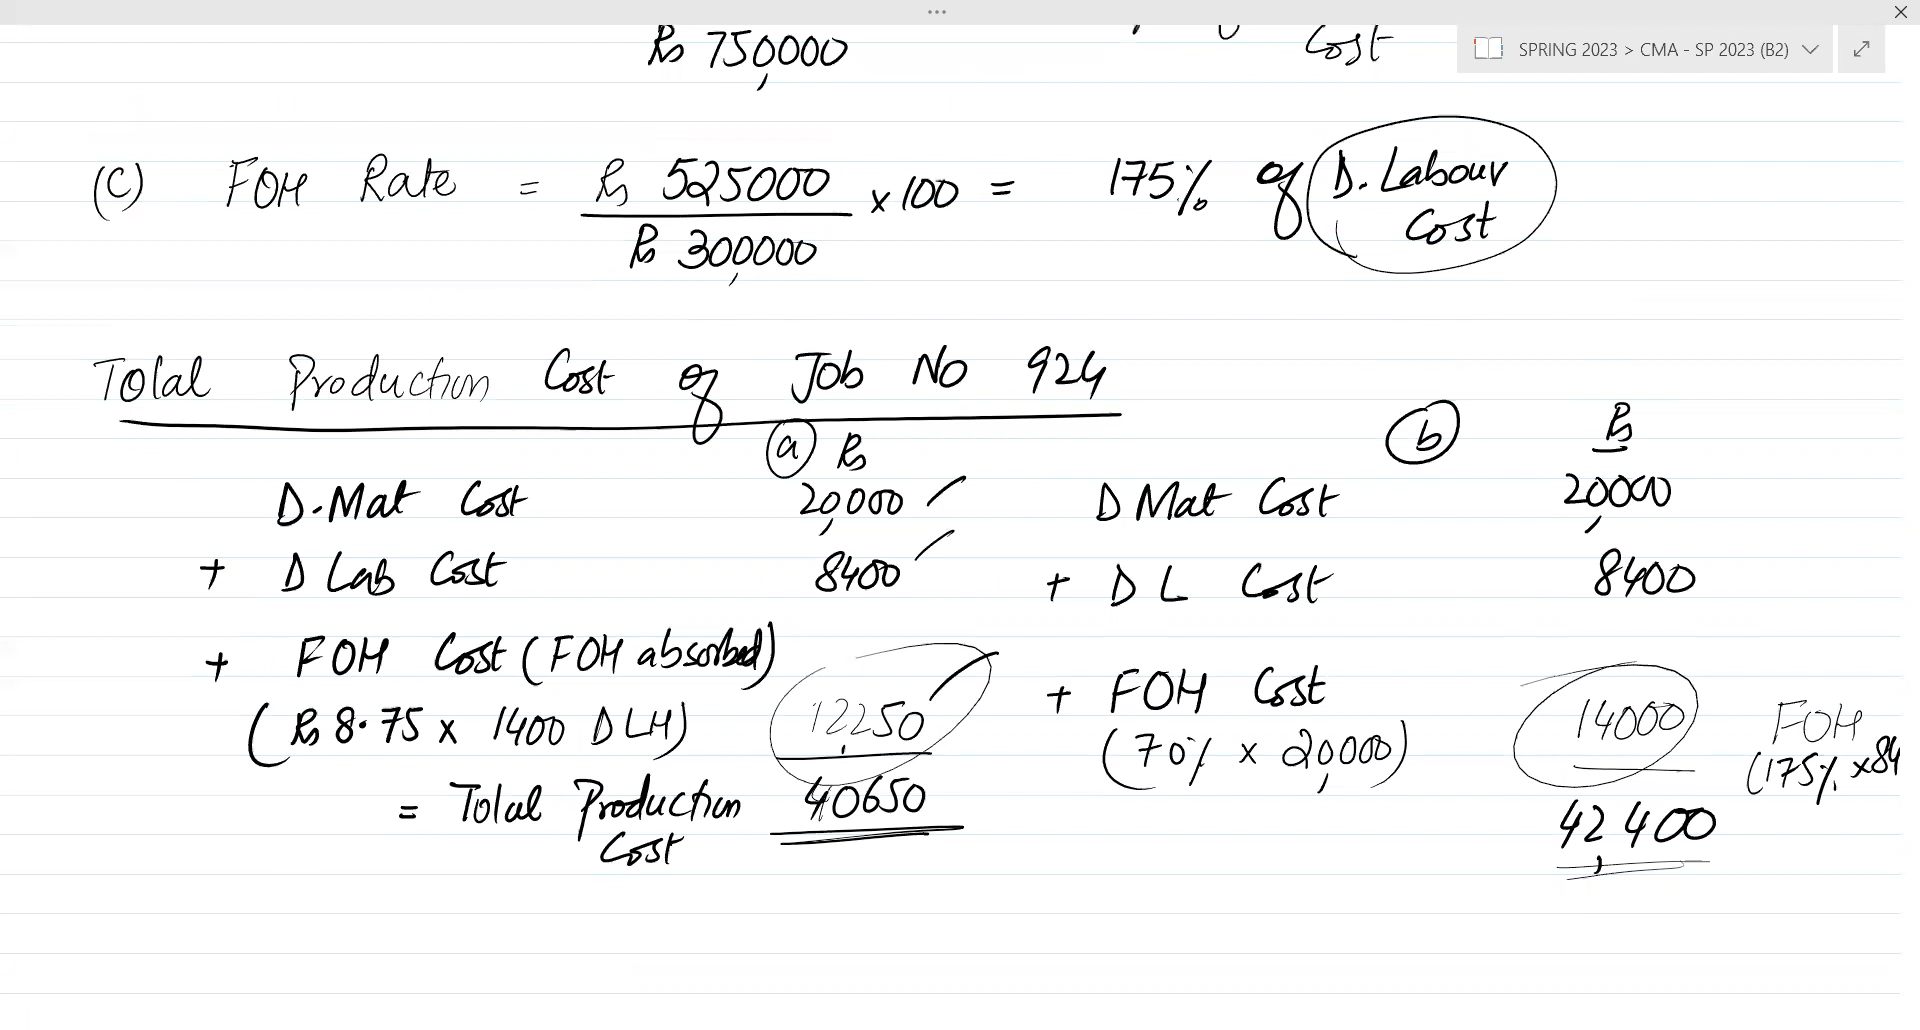 Rs 750,000 Cost
SPRING 2023 > CMA - SP 2023 (B2)
(C) FOH Rate = Rs 525000 / Rs 300,000 x 100 = 175% of D. Labour Cost
Total Production Cost of Job No 924
(a) Rs (b) Rs
D. Mat Cost 20,000 D Mat Cost 20,000
+ D Lab Cost 8400 + D L Cost 8400
+ FOH Cost (FOH absorbed) + FOH Cost
(Rs 8.75 x 1400 DLH) 12,250 (70% x 20,000) 14000 FOH
(175% x 84
= Total Production Cost 40650 42,400